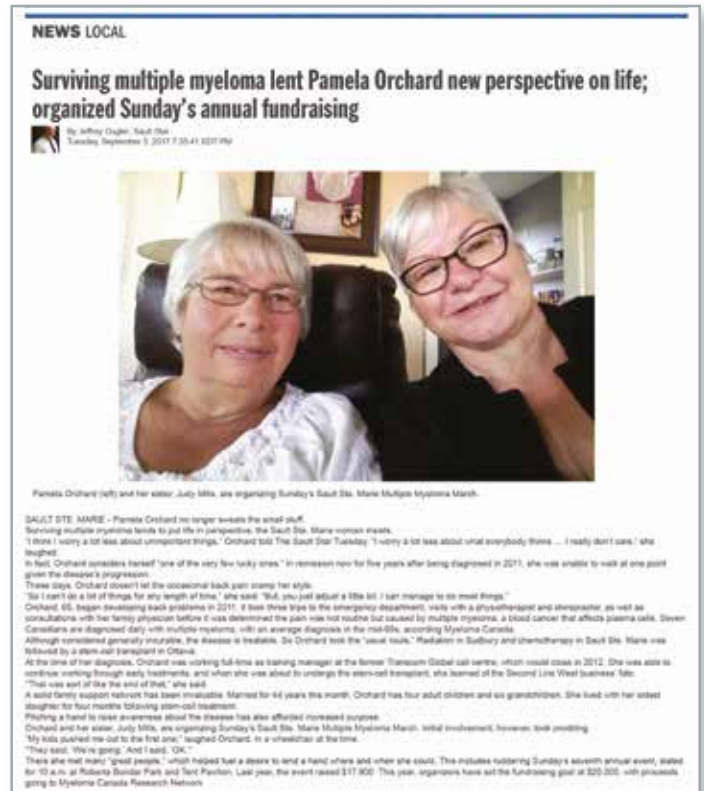 NEWS LOCAL
Surviving multiple myeloma lent Pamela Orchard new perspective on life;
organized Sunday's annual fundraising
By Jeffrey Ougler, Sault Star
Tuesday, September 5, 2017 7:35:41 EDT PM
Pamela Orchard (left) and her sister, Judy Mills, are organizing Sunday's Sault Ste. Marie Multiple Myeloma March.
SAULT STE. MARIE - Pamela Orchard no longer sweats the small stuff.
Surviving multiple myeloma tends to put life in perspective, the Sault Ste. Marie woman insists.
"I think I worry a lot less about unimportant things," Orchard told The Sault Star Tuesday. "I worry a lot less about what everybody thinks ... I really don't care," she
laughed.
In fact, Orchard considers herself "one of the very few lucky ones." In remission now for five years after being diagnosed in 2011, she was unable to walk at one point
given the disease's progression.
These days, Orchard doesn't let the occasional back pain cramp her style.
"So I can't do a lot of things for any length of time," she said. "But, you just adjust a little bit. I can manage to do most things."
Orchard, 65, began developing back problems in 2011. It took three trips to the emergency department, visits with a physiotherapist and chiropractor, as well as
consultations with her family physician before it was determined the pain was not routine but caused by multiple myeloma, a blood cancer that affects plasma cells. Seven
Canadians are diagnosed daily with multiple myeloma, with an average diagnosis in the mid-60s, according Myeloma Canada.
Although considered generally incurable, the disease is treatable. So Orchard took the "usual route." Radiation in Sudbury and chemotherapy in Sault Ste. Marie was
followed by a stem-cell transplant in Ottawa.
At the time of her diagnosis, Orchard was working full-time as training manager at the former Transcom Global call centre, which would close in 2012. She was able to
continue working through early treatments, and when she was about to undergo the stem-cell transplant, she learned of the Second Line West business' fate.
"That was sort of like the end of that," she said.
A solid family support network has been invaluable. Married for 44 years this month, Orchard has four adult children and six grandchildren. She lived with her oldest
daughter for four months following stem-cell treatment.
Pitching a hand to raise awareness about the disease has also afforded increased purpose.
Orchard and her sister, Judy Mills, are organizing Sunday's Sault Ste. Marie Multiple Myeloma March. Initial involvement, however, took prodding.
"My kids pushed me out to the first one," laughed Orchard, in a wheelchair at the time.
"They said, 'We're going.' And I said, 'OK.'"
There she met many "great people," which helped fuel a desire to lend a hand where and when she could. This includes ruddering Sunday's seventh annual event, slated
for 10 a.m. at Roberta Bondar Park and Tent Pavilion. Last year, the event raised $17,900. This year, organizers have set the fundraising goal at $20,000, with proceeds
going to Myeloma Canada Research Network.